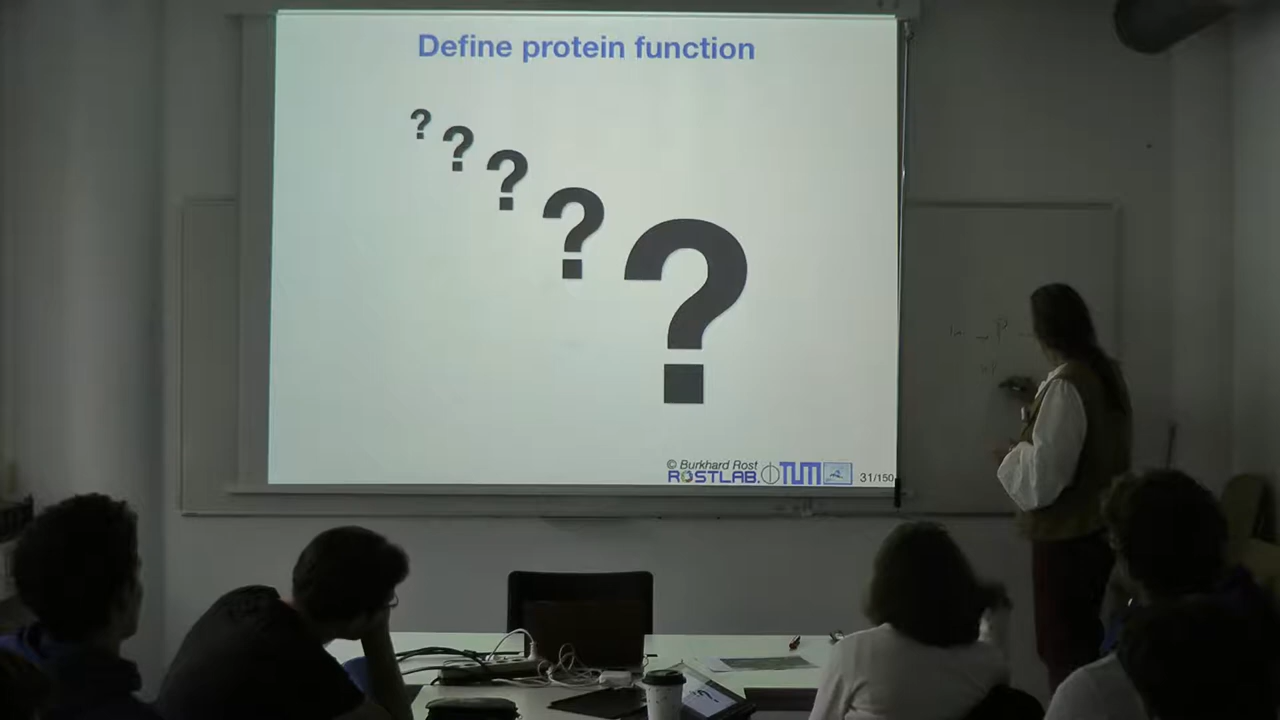 Define protein function
?
?
?
?
?
© Burkhard Rost
ROSTLAB. TUM 31/150